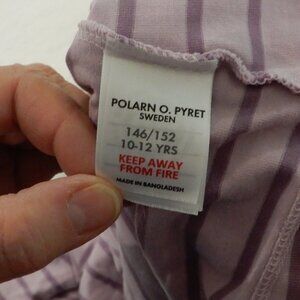 POLARN O. PYRET
SWEDEN
146/152
10-12 YRS
KEEP AWAY
FROM FIRE
MADE IN BANGLADESH